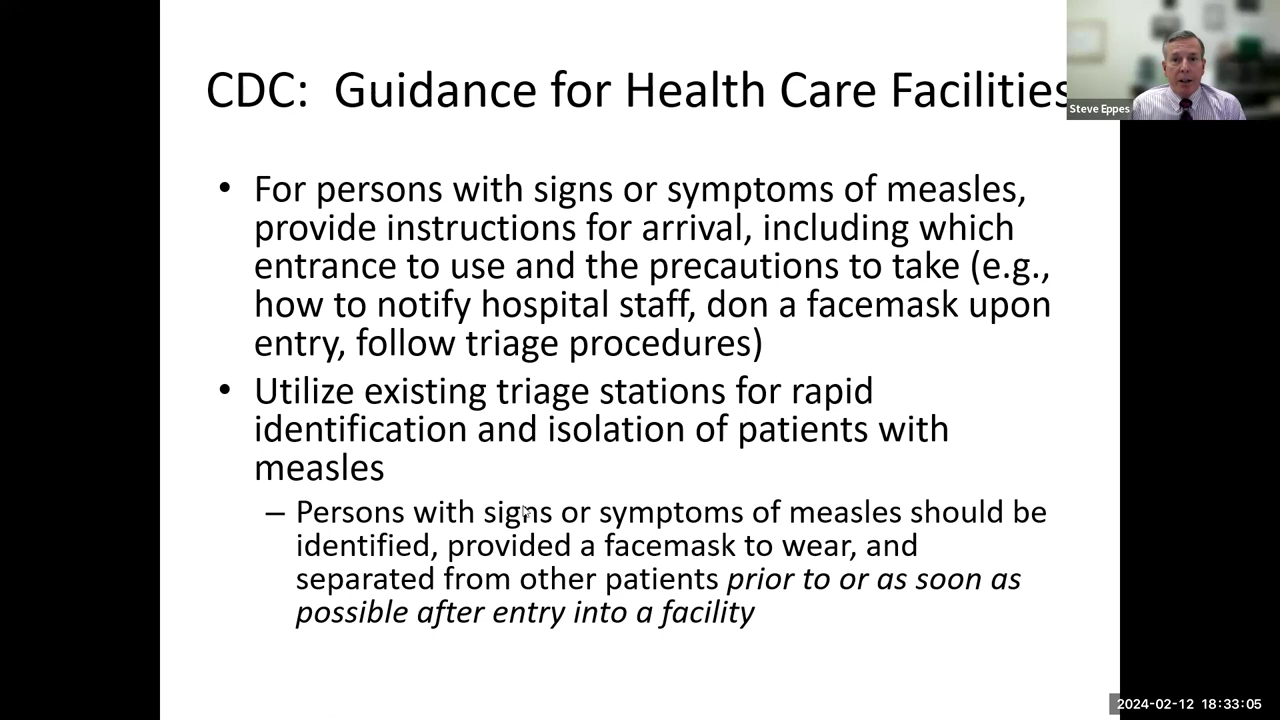 CDC:  Guidance for Health Care Facilities
Steve Eppes
• For persons with signs or symptoms of measles,
provide instructions for arrival, including which
entrance to use and the precautions to take (e.g.,
how to notify hospital staff, don a facemask upon
entry, follow triage procedures)
• Utilize existing triage stations for rapid
identification and isolation of patients with
measles
– Persons with signs or symptoms of measles should be
identified, provided a facemask to wear, and
separated from other patients prior to or as soon as
possible after entry into a facility
2024-02-12 18:33:05